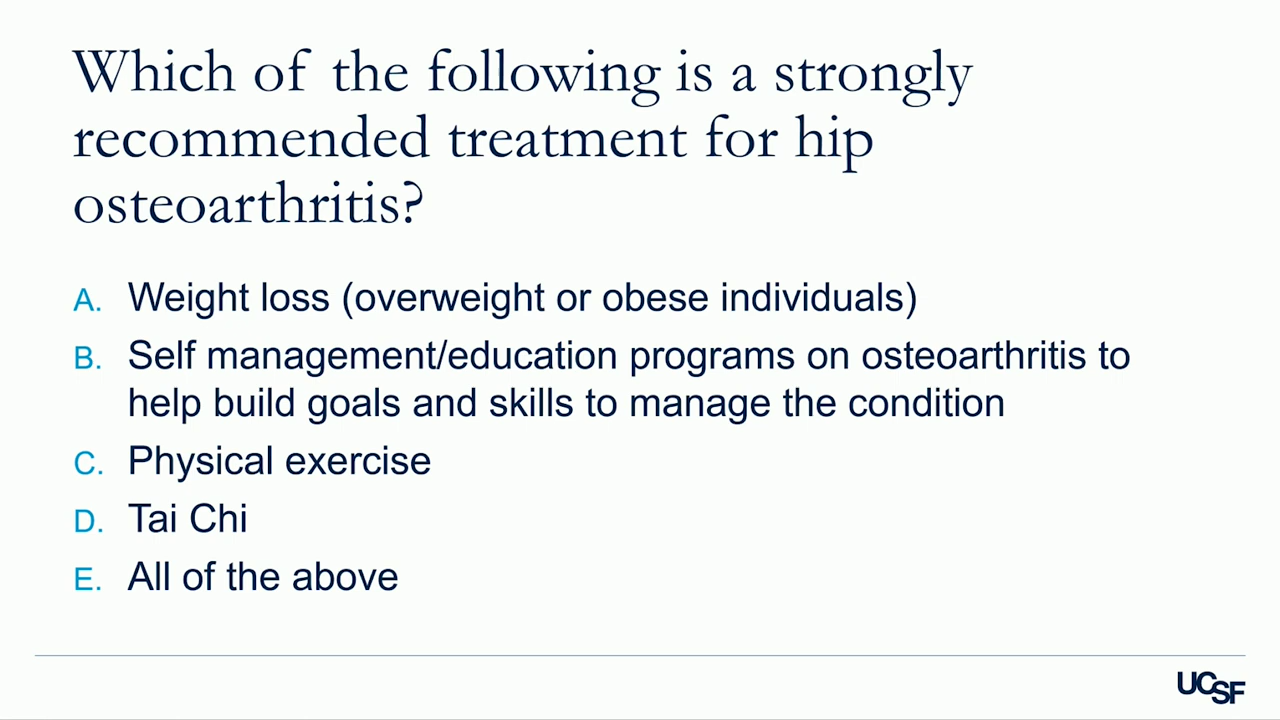 Which of the following is a strongly
recommended treatment for hip
osteoarthritis?
A. Weight loss (overweight or obese individuals)
B. Self management/education programs on osteoarthritis to
help build goals and skills to manage the condition
C. Physical exercise
D. Tai Chi
E. All of the above
UCSF